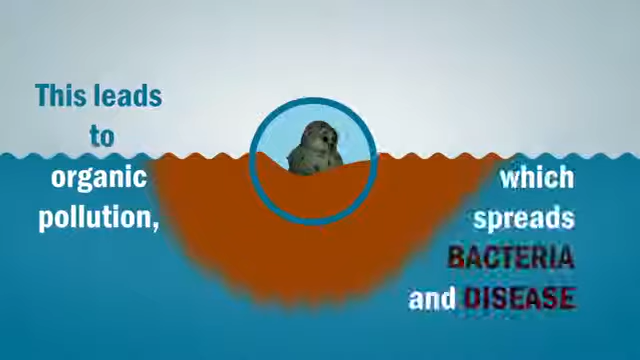 This leads
to
organic
pollution,
which
spreads
BACTERIA
and DISEASE